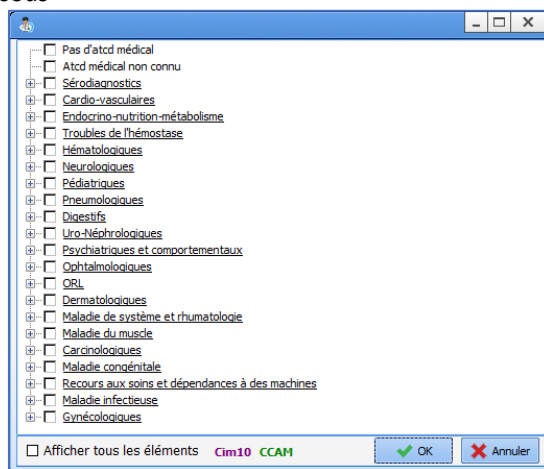 Pas d'atcd médical
Atcd médical non connu
Sérodiagnostics
Cardio-vasculaires
Endocrino-nutrition-métabolisme
Troubles de l'hémostase
Hématologiques
Neurologiques
Pédiatriques
Pneumologiques
Digestifs
Uro-Néphrologiques
Psychiatriques et comportementaux
Ophtalmologiques
ORL
Dermatologiques
Maladie de système et rhumatologie
Maladie du muscle
Carcinologiques
Maladie congénitale
Recours aux soins et dépendances à des machines
Maladie infectieuse
Gynécologiques
Afficher tous les éléments Cim10 CCAM OK Annuler